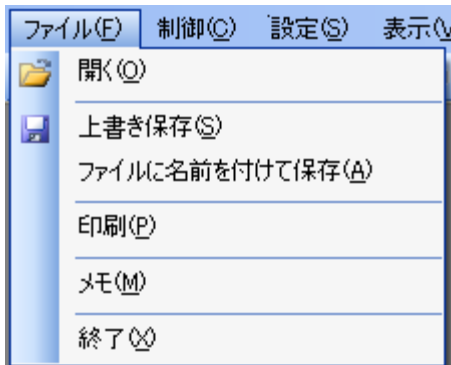 ファイル(F) 制御(C) 設定(S) 表示(V
開く(O)
上書き保存(S)
ファイルに名前を付けて保存(A)
印刷(P)
メモ(M)
終了(X)